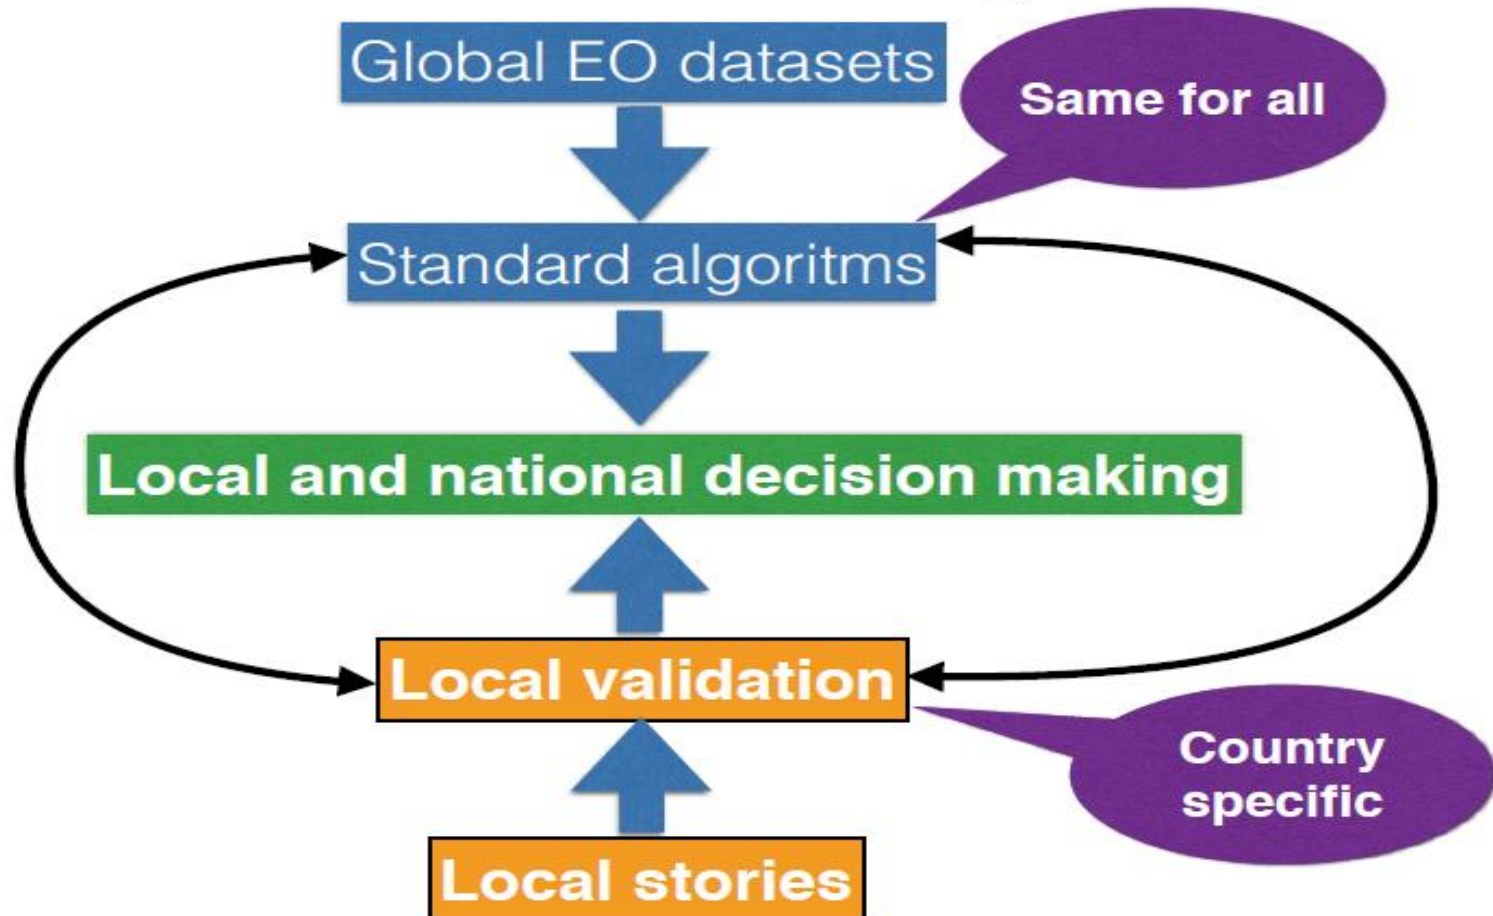 Global EO datasets
Same for all
Standard algoritms
Local and national decision making
Local validation
Country
specific
Local stories